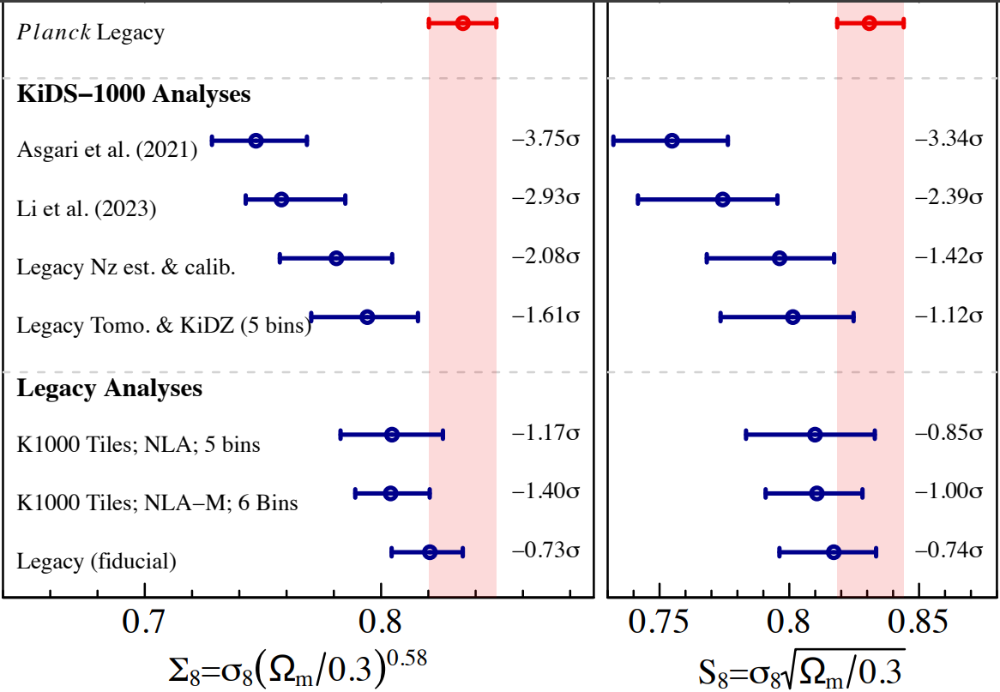 Planck Legacy
KiDS–1000 Analyses
Asgari et al. (2021) –3.75σ –3.34σ
Li et al. (2023) –2.93σ –2.39σ
Legacy Nz est. & calib. –2.08σ –1.42σ
Legacy Tomo. & KiDZ (5 bins) –1.61σ –1.12σ
Legacy Analyses
K1000 Tiles; NLA; 5 bins –1.17σ –0.85σ
K1000 Tiles; NLA–M; 6 Bins –1.40σ –1.00σ
Legacy (fiducial) –0.73σ –0.74σ
0.7 0.8 0.75 0.8 0.85
Σ₈=σ₈(Ωₘ/0.3)^0.58 S₈=σ₈√Ωₘ/0.3